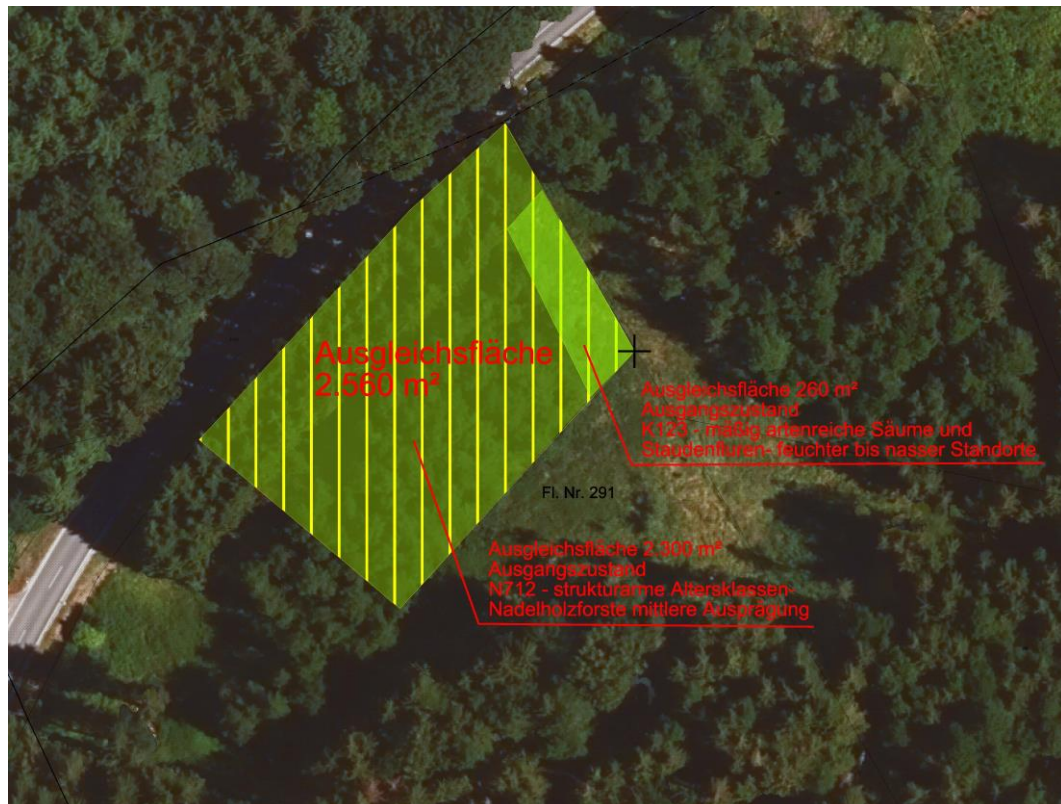 Ausgleichsfläche
2.560 m²
Ausgleichsfläche 260 m²
Ausgangszustand
K123 - mäßig artenreiche Säume und
Staudenfluren- feuchter bis nasser Standorte
Fl. Nr. 291
Ausgleichsfläche 2.300 m²
Ausgangszustand
N712 - strukturarme Altersklassen-
Nadelholzforste mittlere Ausprägung